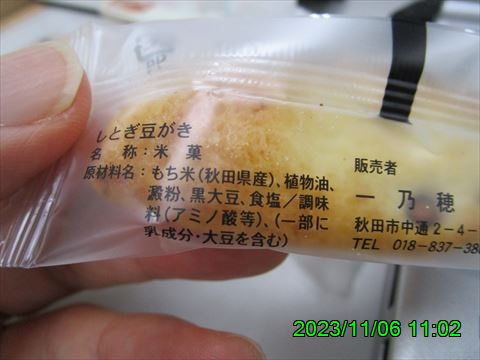 しとぎ豆がき
名 称：米 菓
原材料名：もち米（秋田県産）、植物油、
澱粉、黒大豆、食塩／調味
料（アミノ酸等）、（一部に
乳成分・大豆を含む）
販売者
一 乃 穂
秋田市中通2-4-
TEL 018-837-38
2023/11/06 11:02